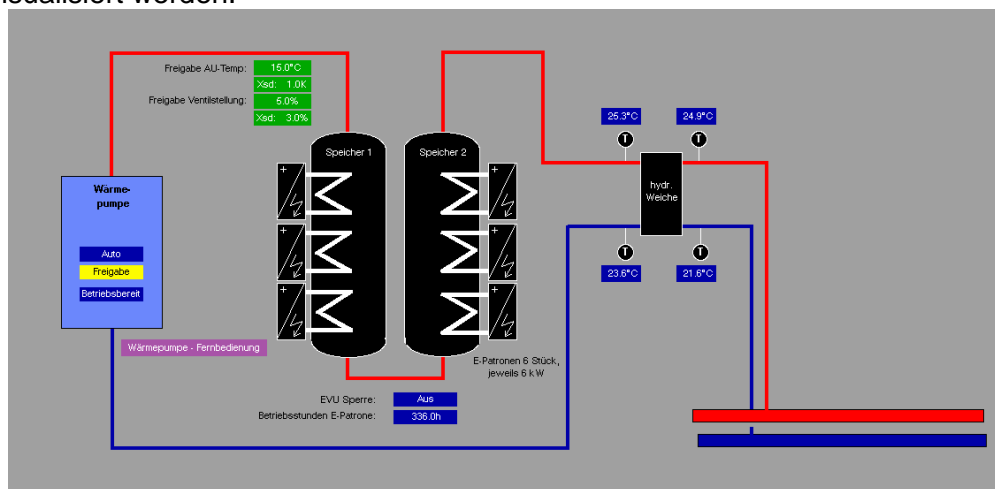 isualisiert werden.
Freigabe AU-Temp: 15.0°C
Xsd: 1.0K
Freigabe Ventilstellung: 5.0%
Xsd: 3.0%
Speicher 1
Speicher 2
25.3°C
24.9°C
T
T
hydr.
Weiche
T
T
23.6°C
21.6°C
Wärme-
pumpe
Auto
Freigabe
Betriebsbereit
Wärmepumpe - Fernbedienung
E-Patronen 6 Stück,
jeweils 6 kW
EVU Sperre: Aus
Betriebsstunden E-Patrone: 336.0h